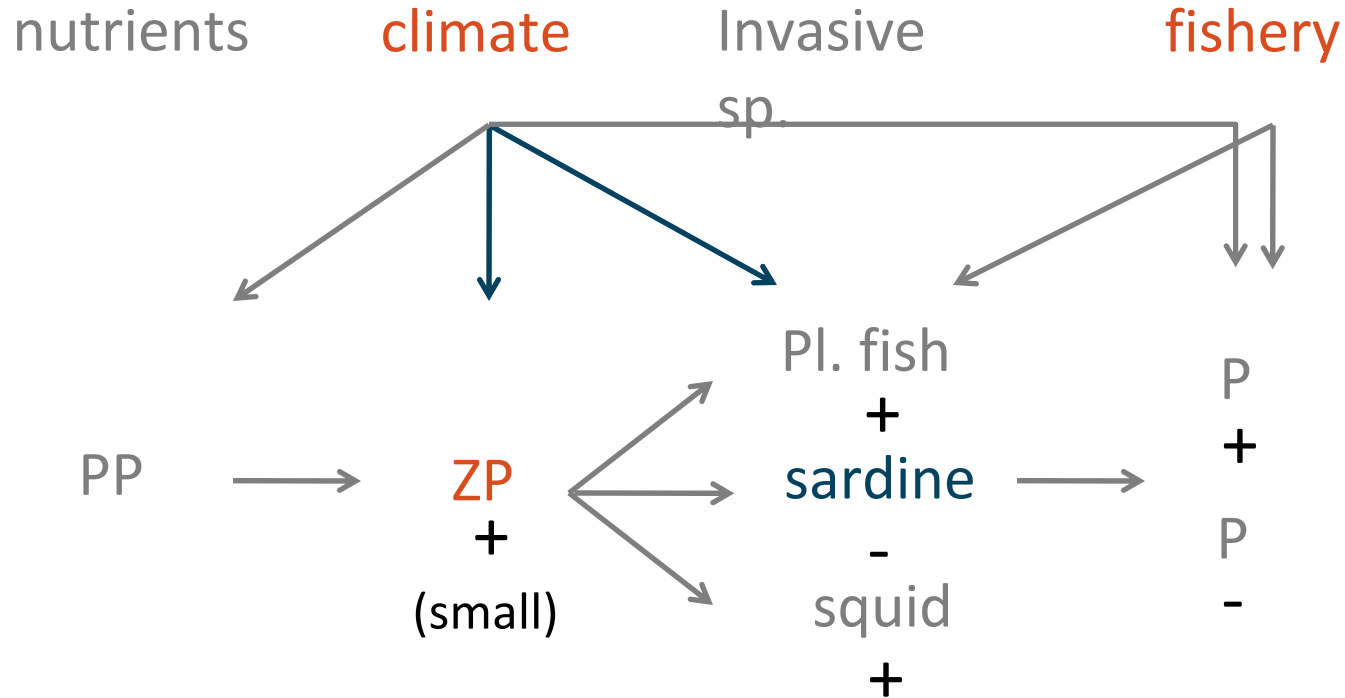 nutrients
climate
Invasive
sp.
fishery
PP
ZP
+
(small)
Pl. fish
+
sardine
-
squid
+
P
+
P
-